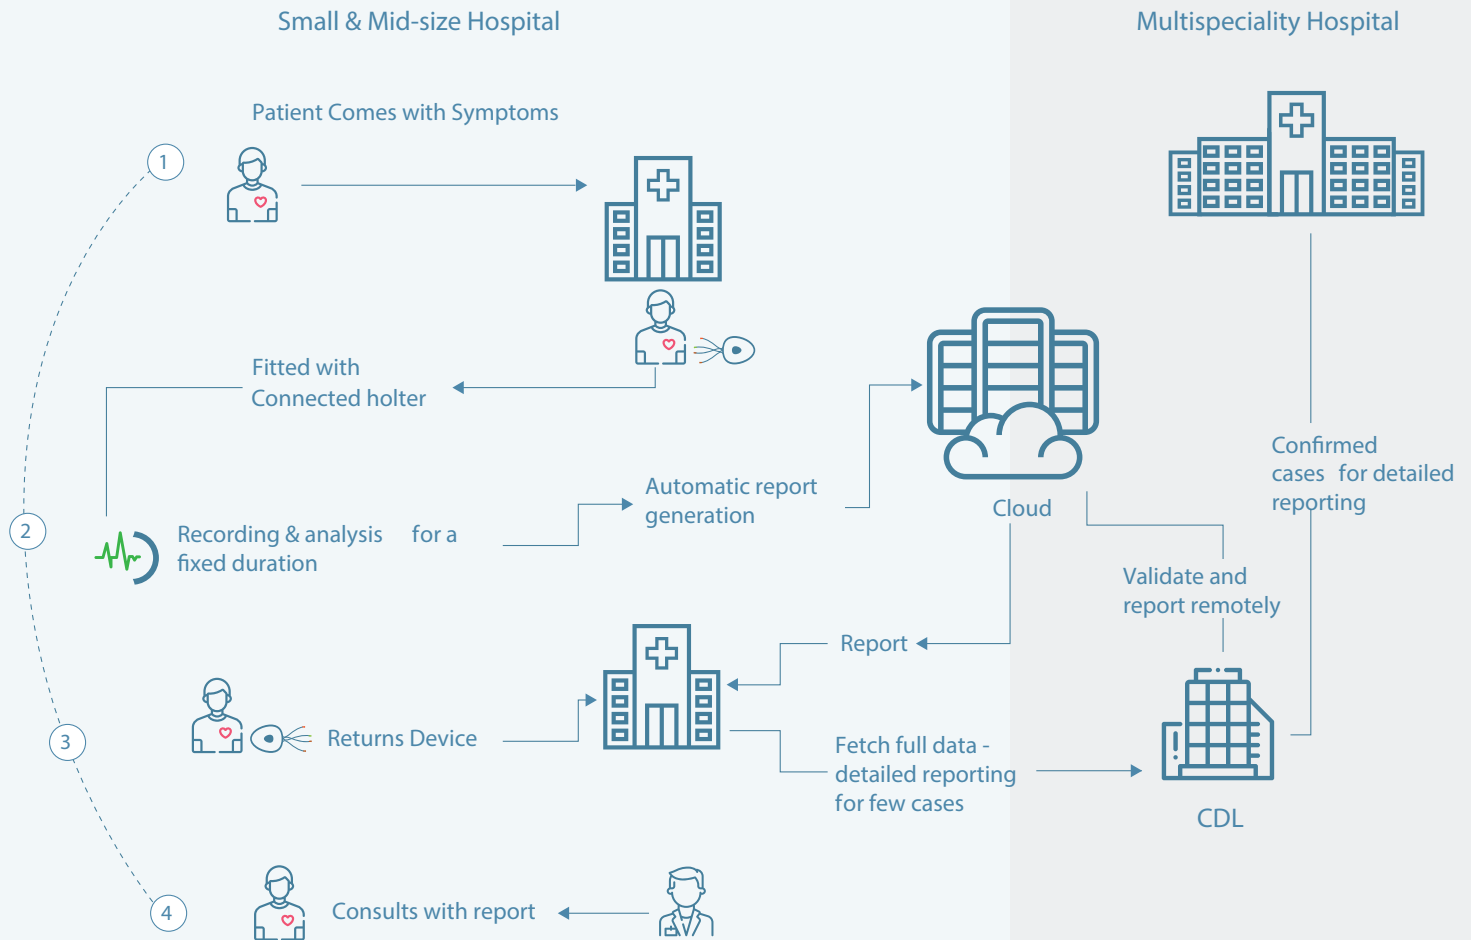 Small & Mid-size Hospital
Multispeciality Hospital
Patient Comes with Symptoms
1
Fitted with
Connected holter
Automatic report
generation
Cloud
Confirmed
cases for detailed
reporting
2
Recording & analysis for a
fixed duration
Validate and
report remotely
Report
3
Returns Device
Fetch full data -
detailed reporting
for few cases
CDL
4
Consults with report